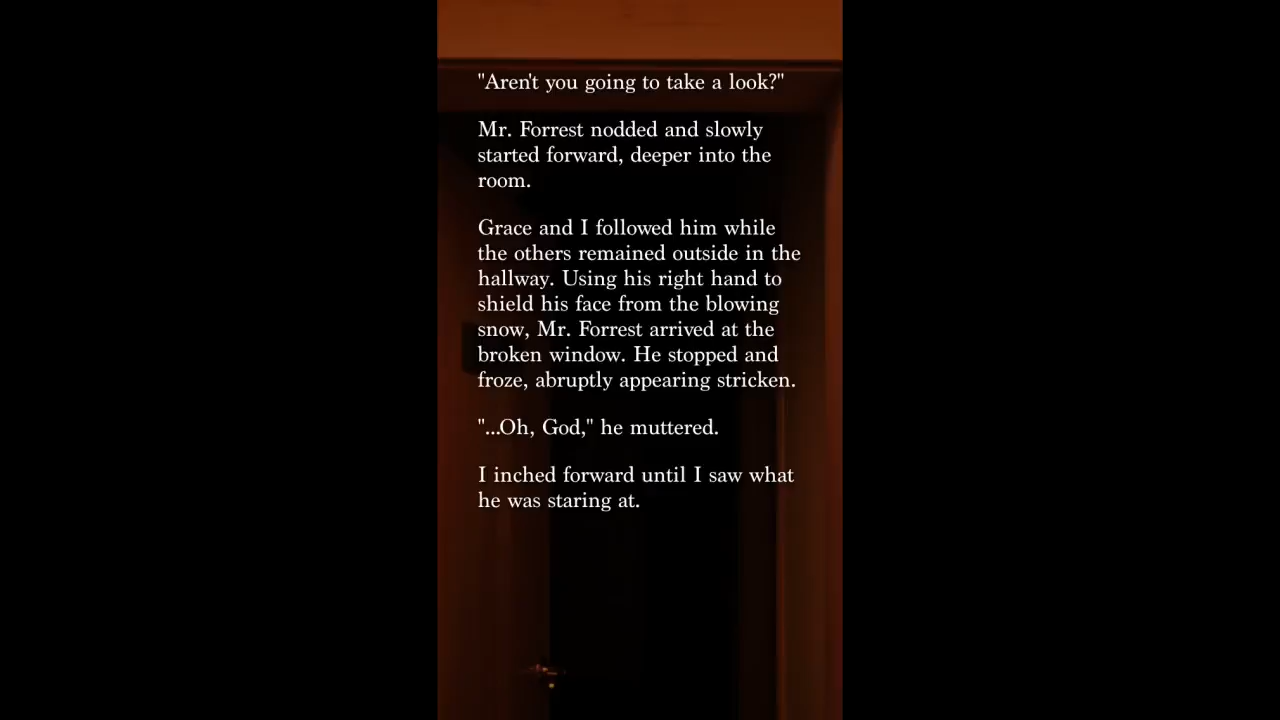 "Aren't you going to take a look?"
Mr. Forrest nodded and slowly
started forward, deeper into the
room.
Grace and I followed him while
the others remained outside in the
hallway. Using his right hand to
shield his face from the blowing
snow, Mr. Forrest arrived at the
broken window. He stopped and
froze, abruptly appearing stricken.
"...Oh, God," he muttered.
I inched forward until I saw what
he was staring at.